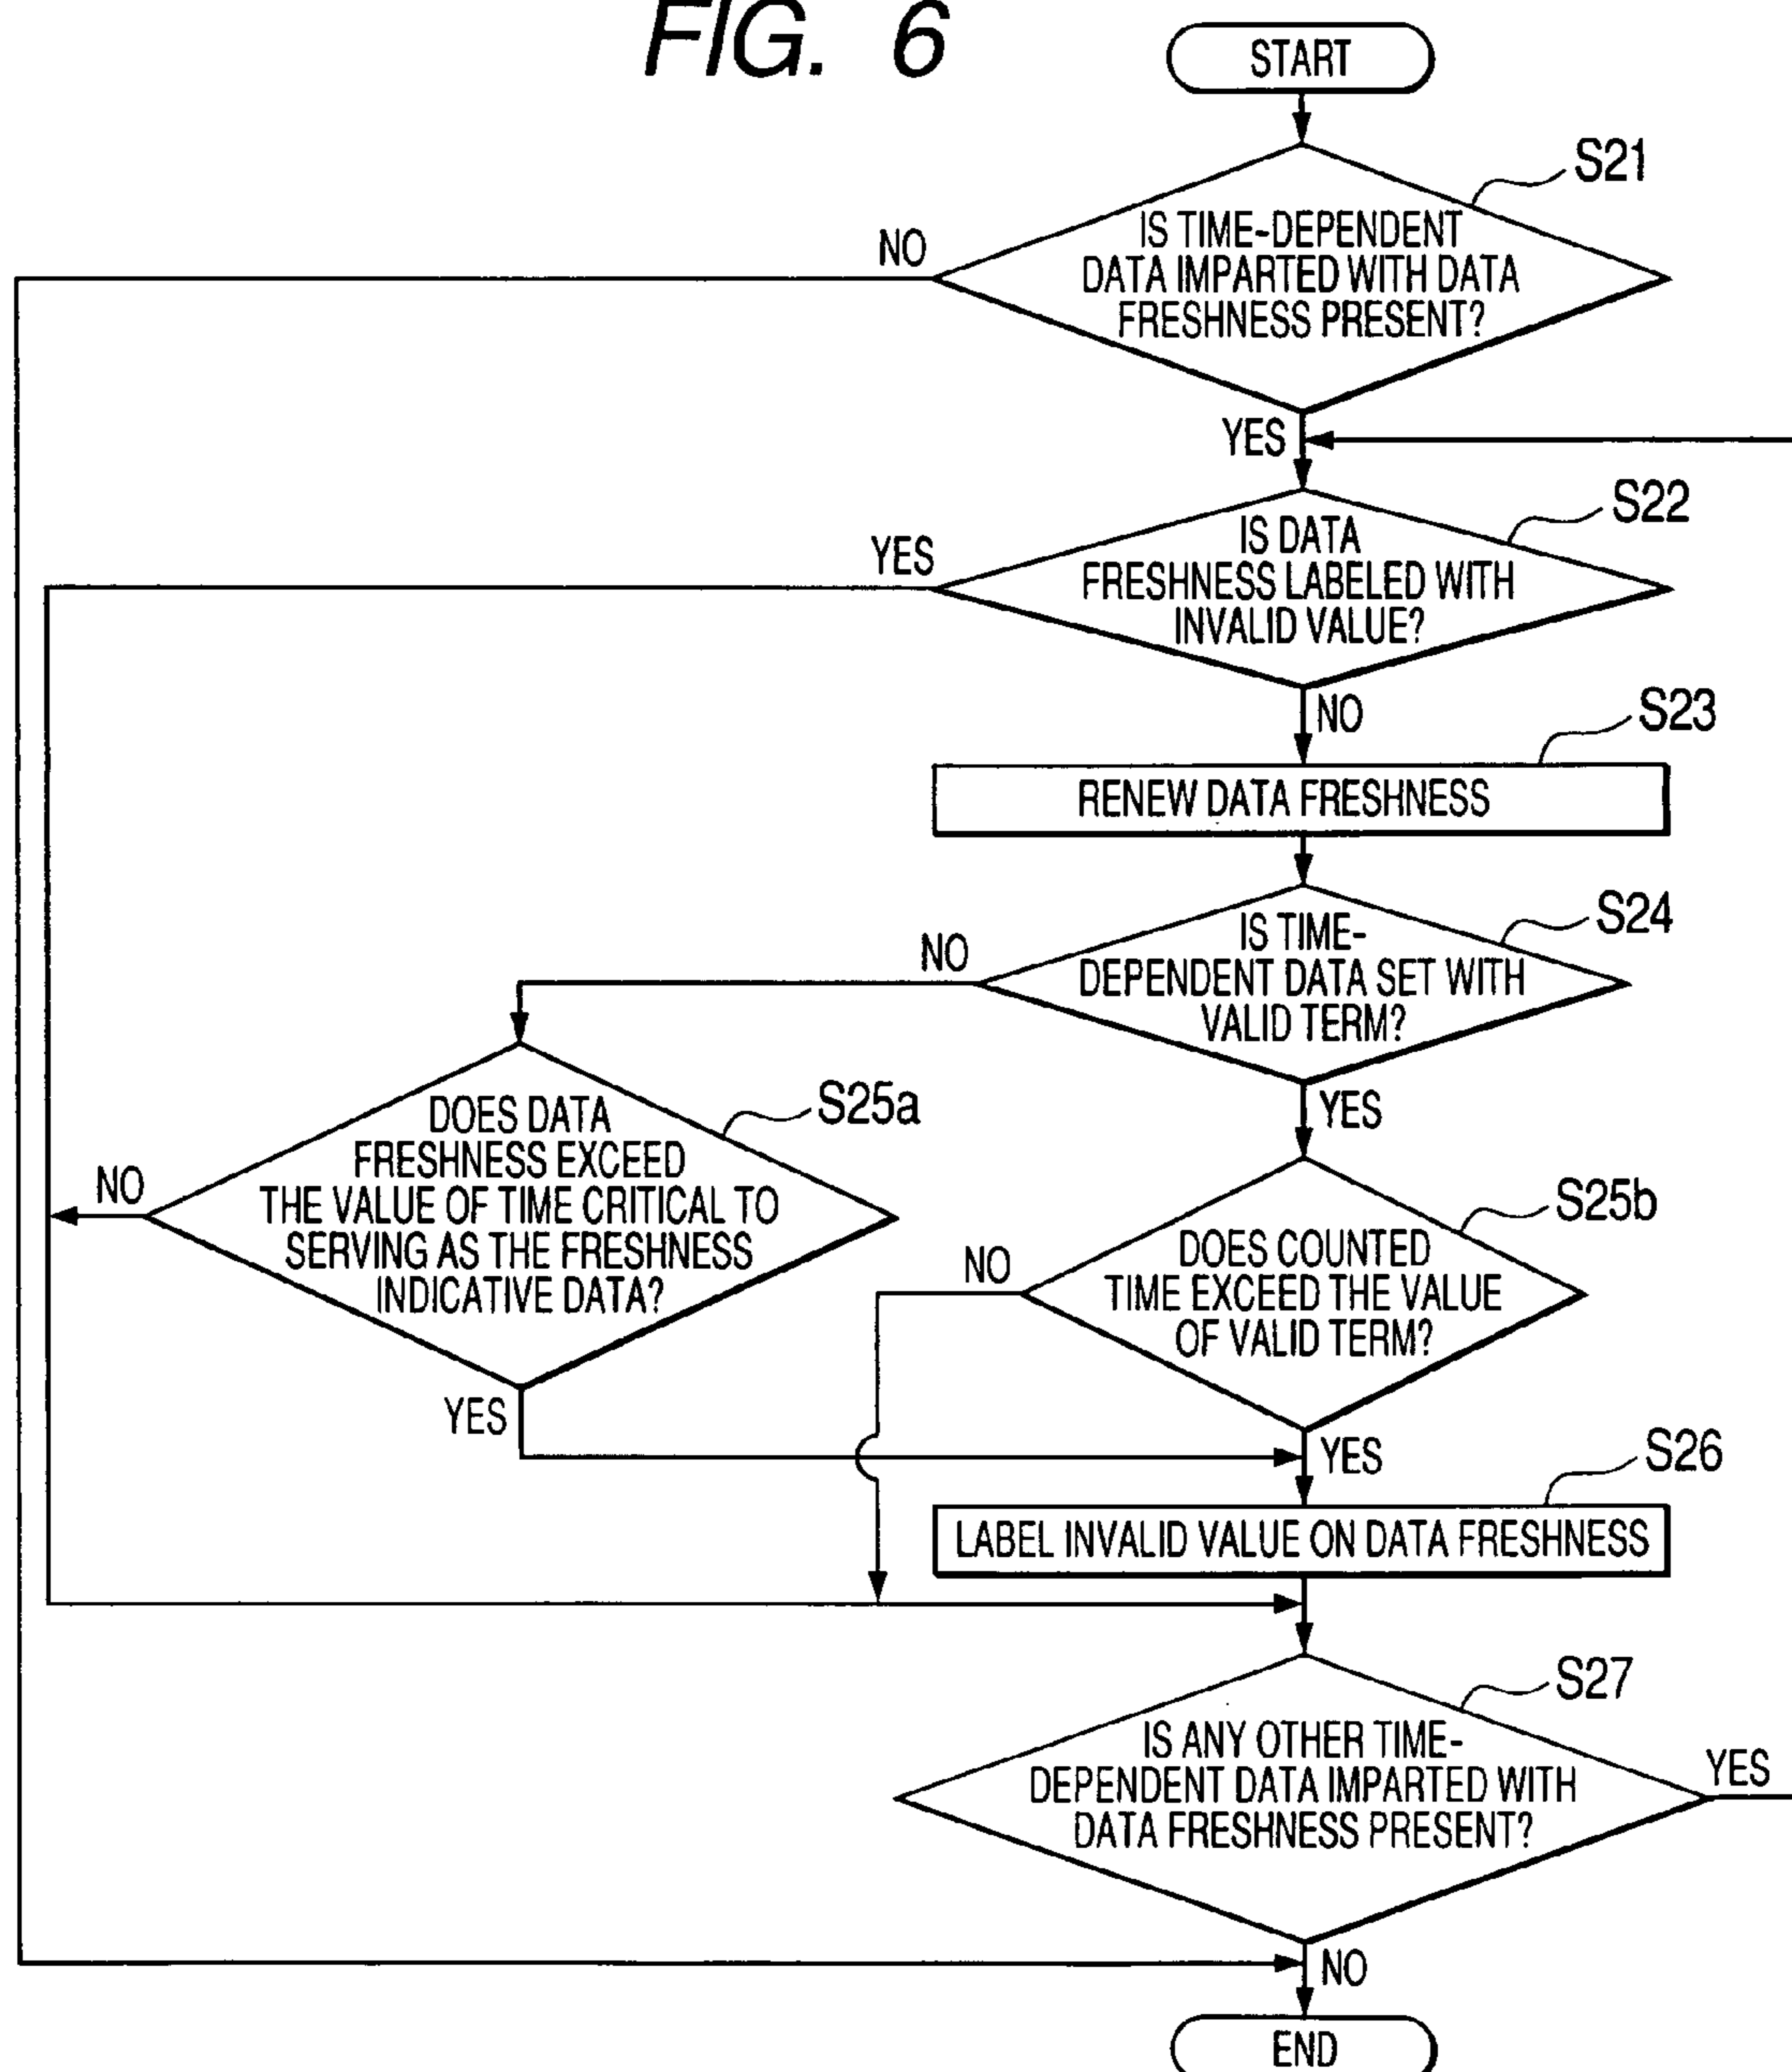 FIG. 6
START
S21
IS TIME-DEPENDENT
DATA IMPARTED WITH DATA
FRESHNESS PRESENT?
NO
YES
S22
IS DATA
FRESHNESS LABELED WITH
INVALID VALUE?
YES
NO
S23
RENEW DATA FRESHNESS
S24
IS TIME-
DEPENDENT DATA SET WITH
VALID TERM?
NO
YES
S25a
DOES DATA
FRESHNESS EXCEED
THE VALUE OF TIME CRITICAL TO
SERVING AS THE FRESHNESS
INDICATIVE DATA?
NO
YES
S25b
DOES COUNTED
TIME EXCEED THE VALUE
OF VALID TERM?
NO
YES
S26
LABEL INVALID VALUE ON DATA FRESHNESS
S27
IS ANY OTHER TIME-
DEPENDENT DATA IMPARTED WITH
DATA FRESHNESS PRESENT?
YES
NO
END